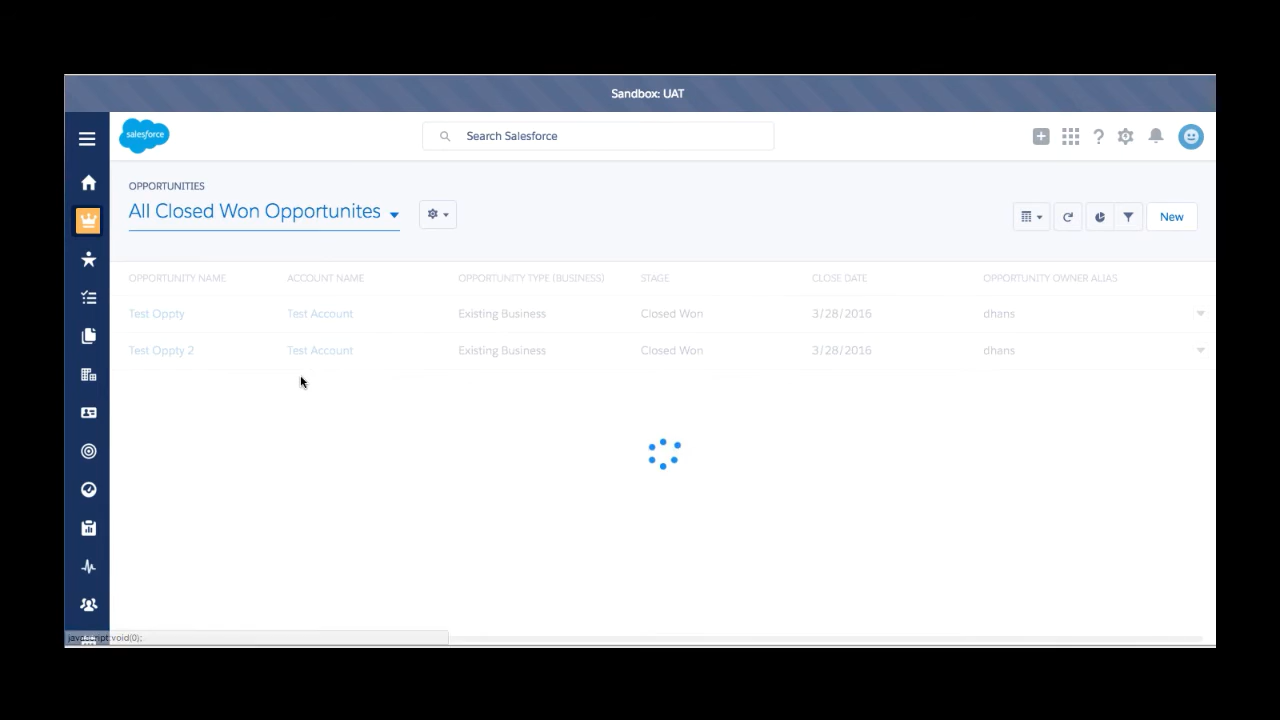 Sandbox: UAT
salesforce
Search Salesforce
?
OPPORTUNITIES
All Closed Won Opportunites
New
OPPORTUNITY NAME ACCOUNT NAME OPPORTUNITY TYPE (BUSINESS) STAGE CLOSE DATE OPPORTUNITY OWNER ALIAS
Test Oppty Test Account Existing Business Closed Won 3/28/2016 dhans
Test Oppty 2 Test Account Existing Business Closed Won 3/28/2016 dhans
javascript:void(0);